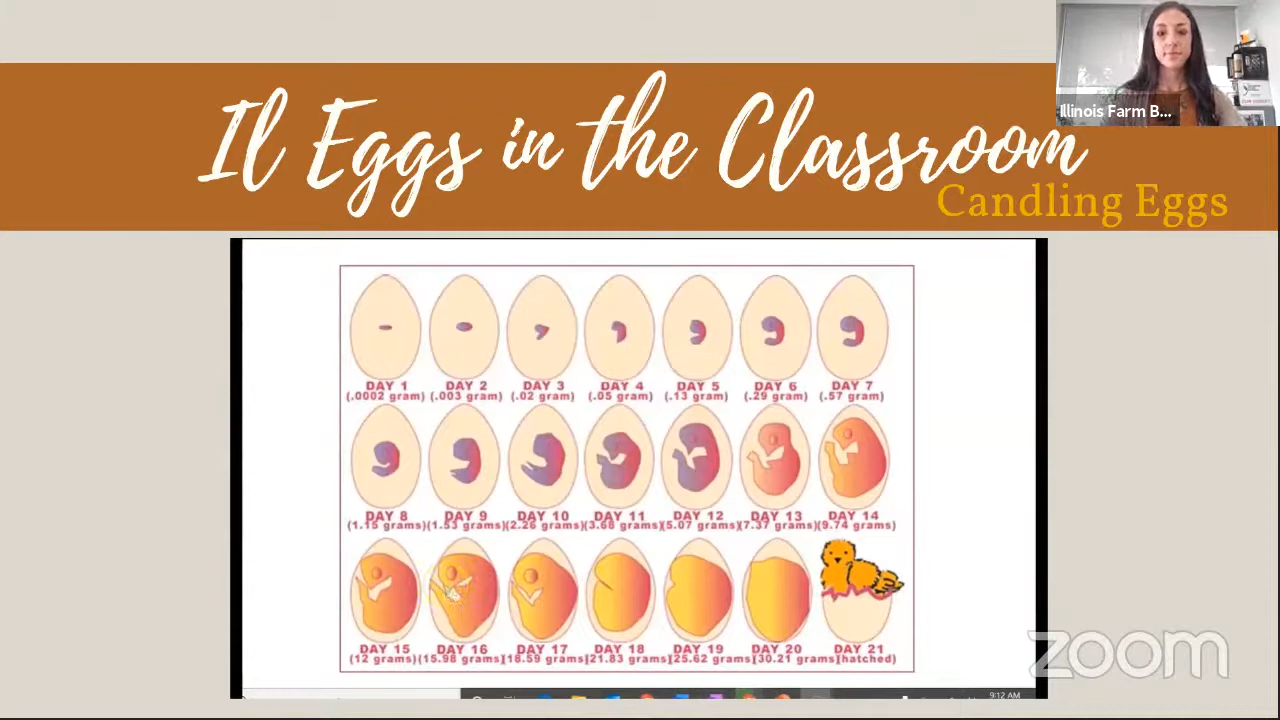 Illinois Farm B...
Il Eggs in the Classroom
Candling Eggs
DAY 1 DAY 2 DAY 3 DAY 4 DAY 5 DAY 6 DAY 7
(.0002 gram) (.003 gram) (.02 gram) (.05 gram) (.13 gram) (.29 gram) (.57 gram)
DAY 8 DAY 9 DAY 10 DAY 11 DAY 12 DAY 13 DAY 14
(1.15 grams) (1.53 grams) (2.26 grams) (3.68 grams) (5.07 grams) (7.37 grams) (9.74 grams)
DAY 15 DAY 16 DAY 17 DAY 18 DAY 19 DAY 20 DAY 21
(12 grams) (15.98 grams) (18.59 grams) (21.83 grams) (25.62 grams) (30.21 grams) (hatched)
zoom
9:12 AM